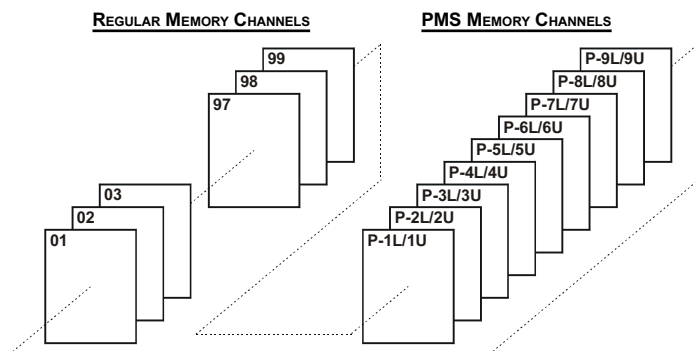 REGULAR MEMORY CHANNELS
PMS MEMORY CHANNELS
99
98
97
03
02
01
P-9L/9U
P-8L/8U
P-7L/7U
P-6L/6U
P-5L/5U
P-4L/4U
P-3L/3U
P-2L/2U
P-1L/1U